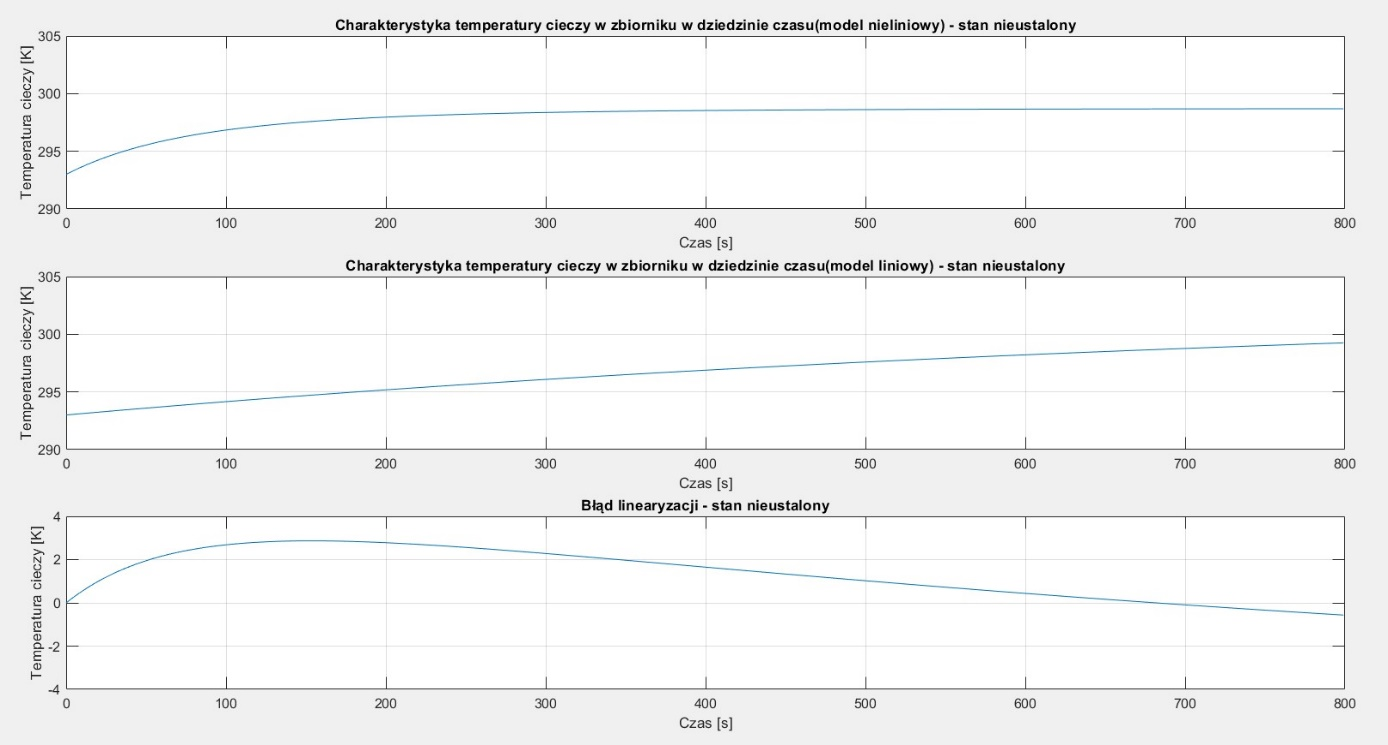 Charakterystyka temperatury cieczy w zbiorniku w dziedzinie czasu(model nieliniowy) - stan nieustalony
Temperatura cieczy [K]
305
300
295
290
0 100 200 300 400 500 600 700 800
Czas [s]
Charakterystyka temperatury cieczy w zbiorniku w dziedzinie czasu(model liniowy) - stan nieustalony
Temperatura cieczy [K]
305
300
295
290
0 100 200 300 400 500 600 700 800
Czas [s]
Błąd linearyzacji - stan nieustalony
Temperatura cieczy [K]
4
2
0
-2
-4
0 100 200 300 400 500 600 700 800
Czas [s]